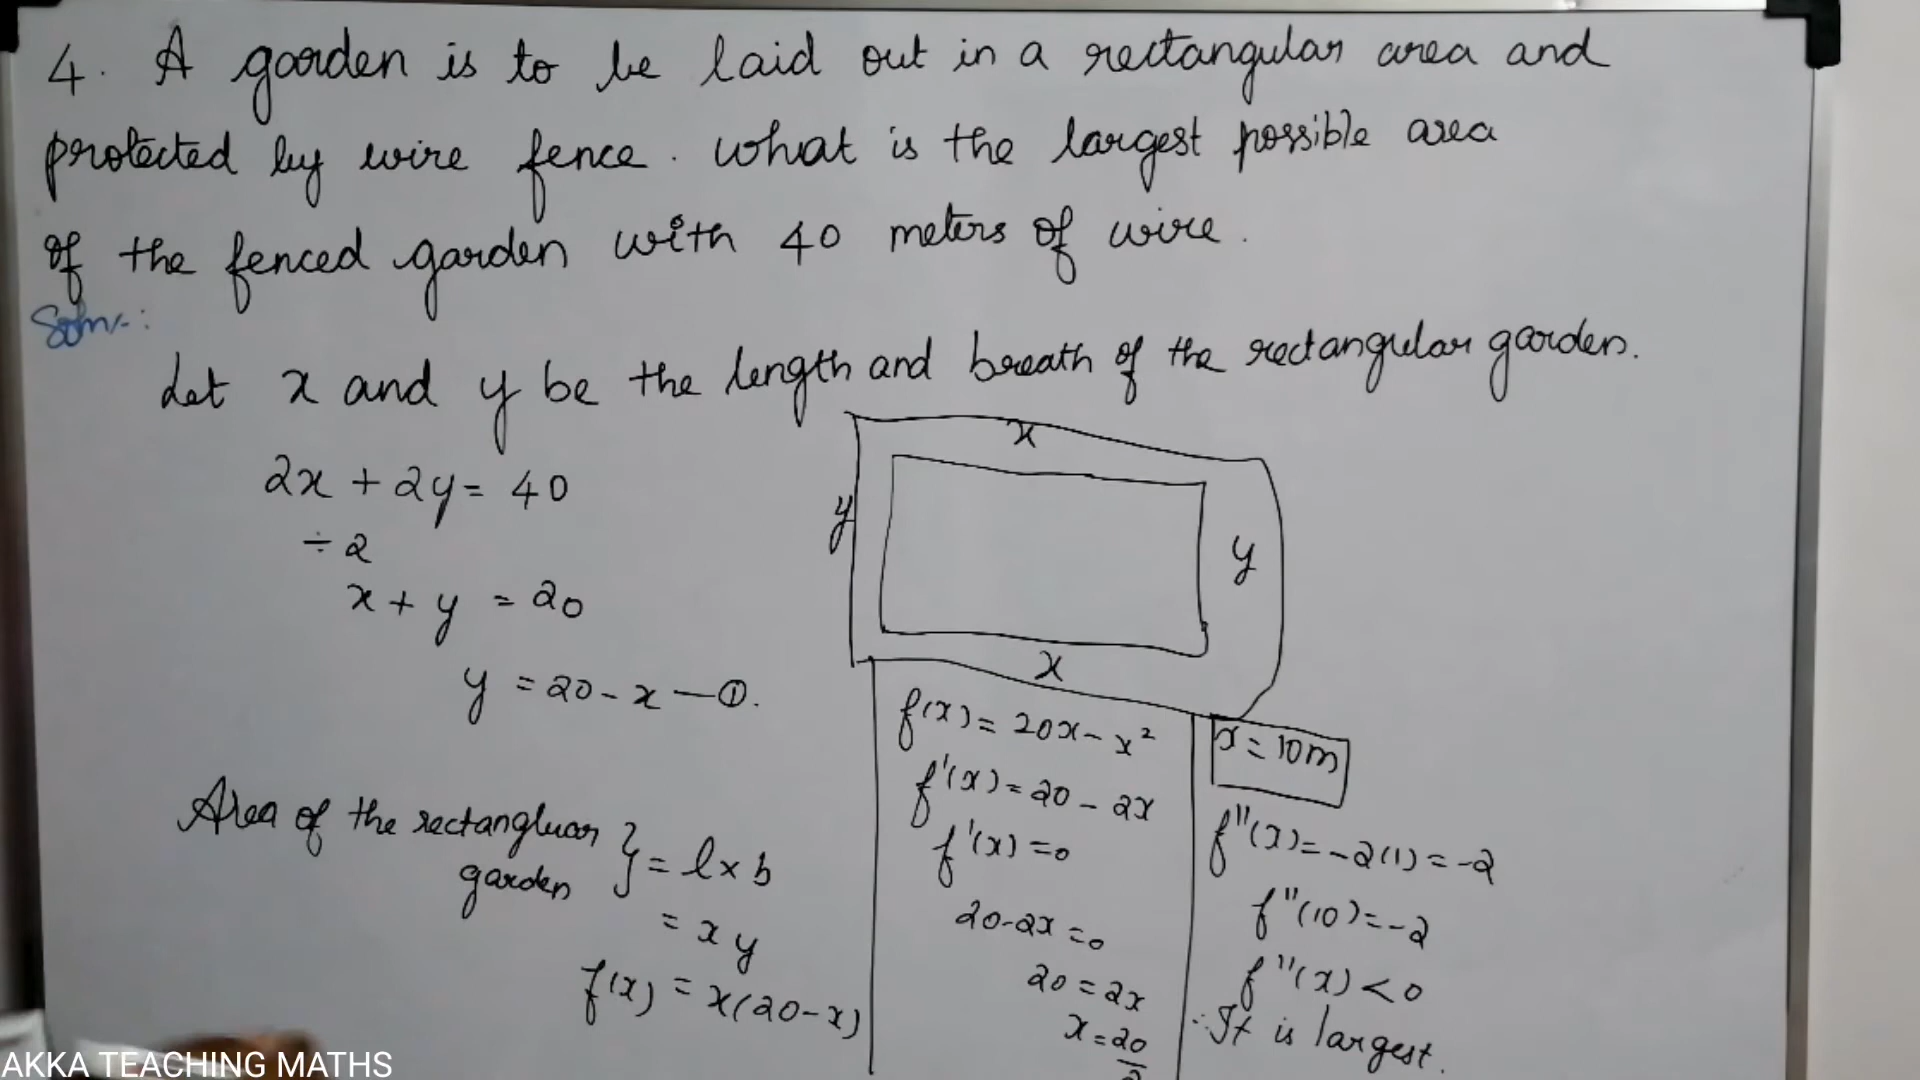 4. A garden is to be laid out in a rectangular area and
protected by wire fence. What is the largest possible area
of the fenced garden with 40 meters of wire.
Soln:-
Let x and y be the length and breath of the rectangular garden.
2x + 2y = 40
÷ 2
x + y = 20
y = 20 - x —①.
Area of the rectangluar
garden } = l x b
= x y
f(x) = x(20-x)
x
y
y
x
f(x) = 20x - x²
f'(x) = 20 - 2x
f'(x) = 0
20-2x = 0
20 = 2x
x = 20/2
x = 10m
f''(x) = -2(1) = -2
f''(10) = -2
f''(x) < 0
∴ It is largest.
AKKA TEACHING MATHS